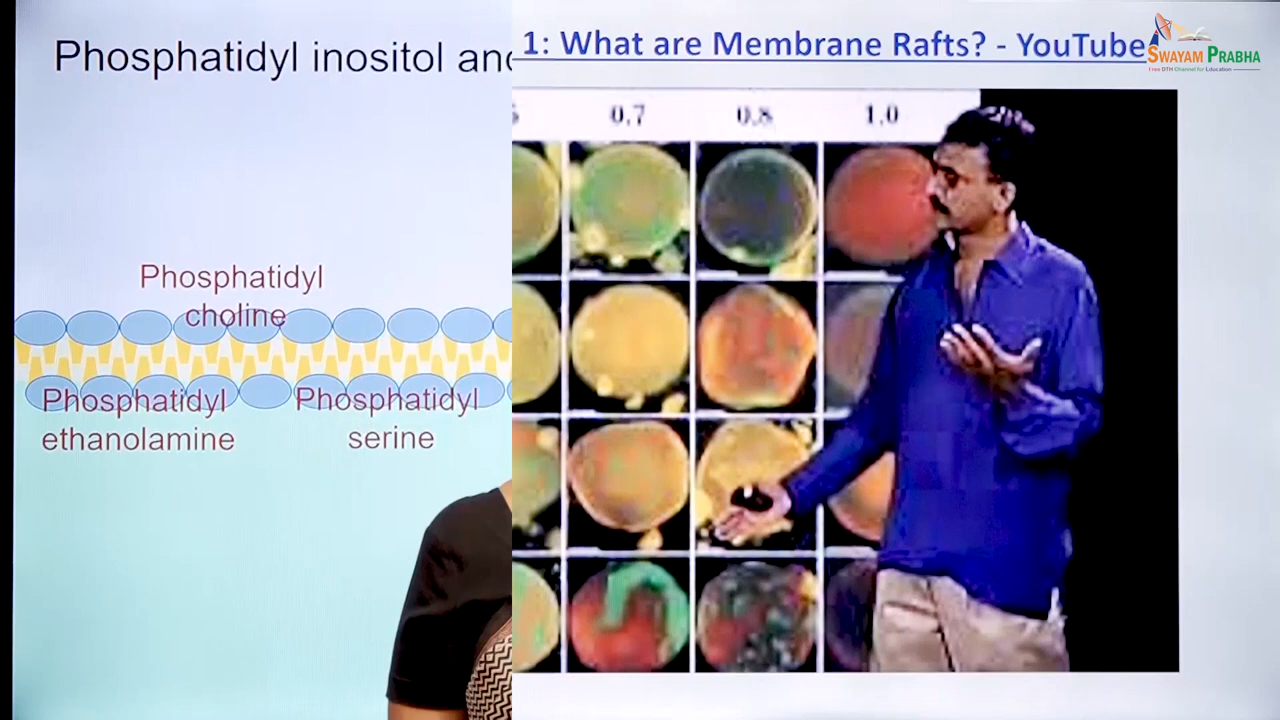 Phosphatidyl inositol and
1: What are Membrane Rafts? - YouTube
SWAYAM PRABHA
Free DTH Channel for Education
0.7 0.8 1.0
Phosphatidyl
choline
Phosphatidyl
ethanolamine
Phosphatidyl
serine